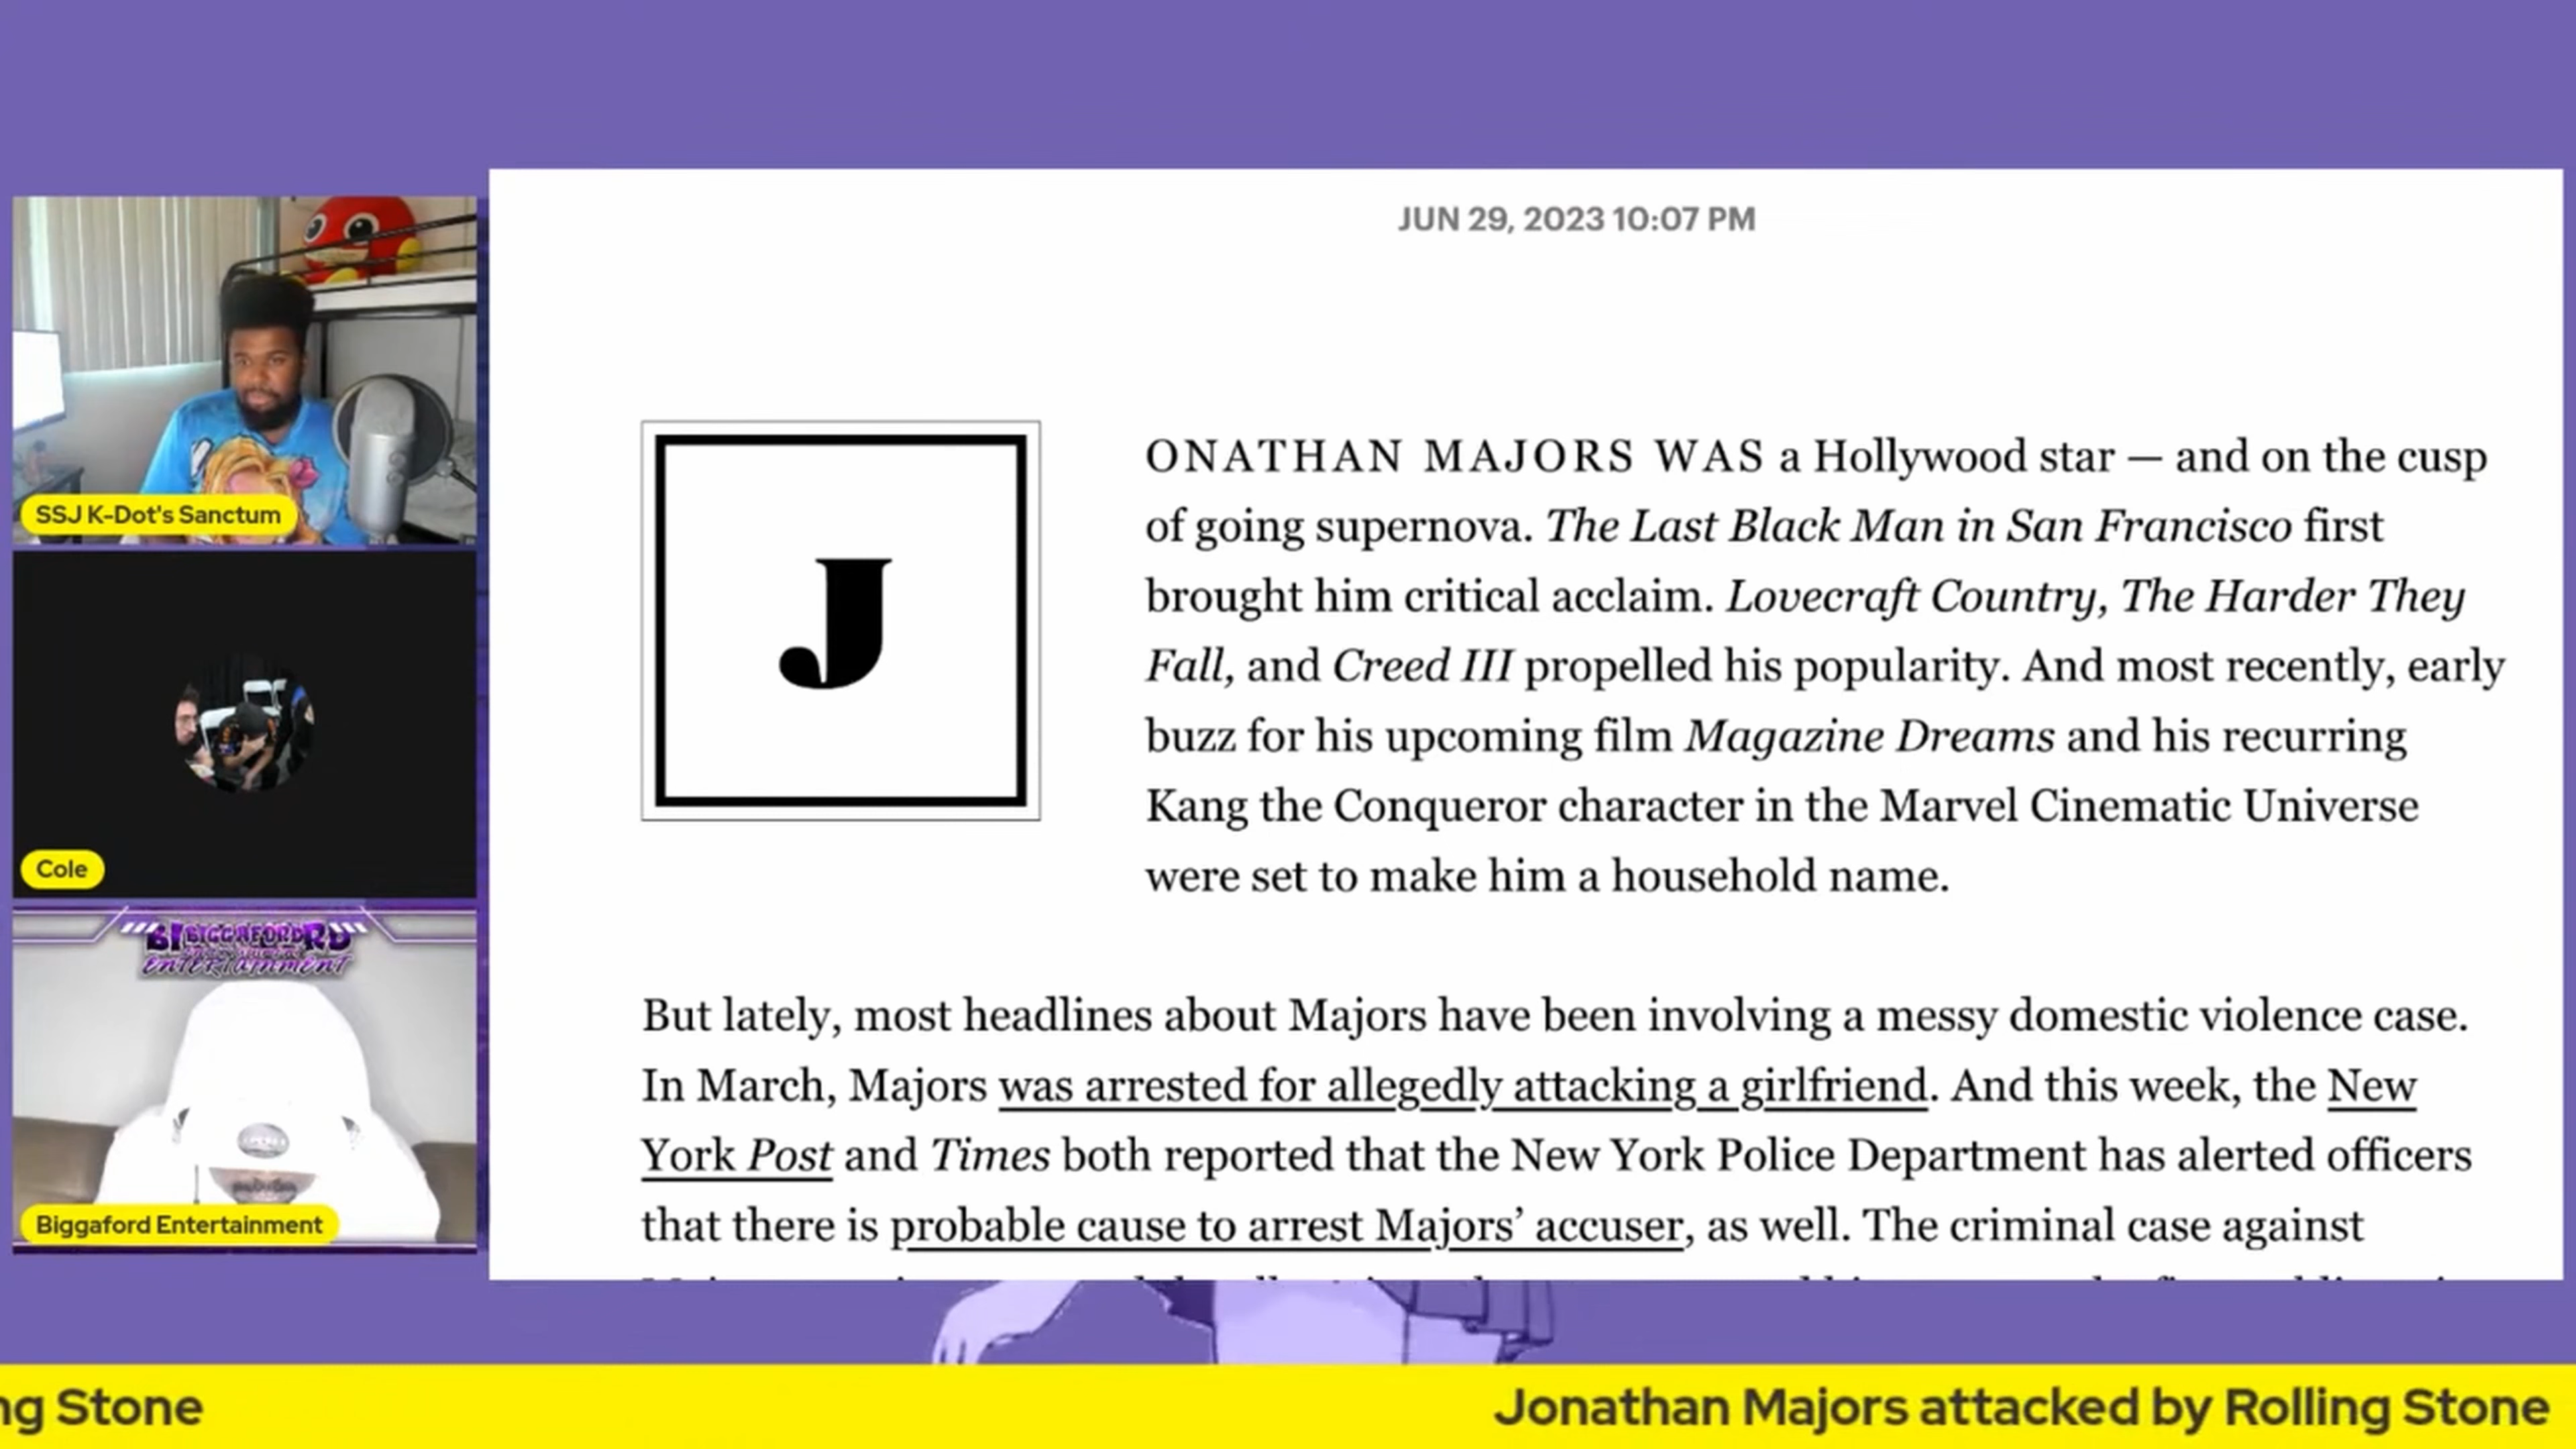 JUN 29, 2023 10:07 PM
J
ONATHAN MAJORS WAS a Hollywood star — and on the cusp
of going supernova. The Last Black Man in San Francisco first
brought him critical acclaim. Lovecraft Country, The Harder They
Fall, and Creed III propelled his popularity. And most recently, early
buzz for his upcoming film Magazine Dreams and his recurring
Kang the Conqueror character in the Marvel Cinematic Universe
were set to make him a household name.
But lately, most headlines about Majors have been involving a messy domestic violence case.
In March, Majors was arrested for allegedly attacking a girlfriend. And this week, the New
York Post and Times both reported that the New York Police Department has alerted officers
that there is probable cause to arrest Majors’ accuser, as well. The criminal case against
SSJ K-Dot's Sanctum
Cole
BIGGAFORD
ENTERTAINMENT
Biggaford Entertainment
ng Stone
Jonathan Majors attacked by Rolling Stone